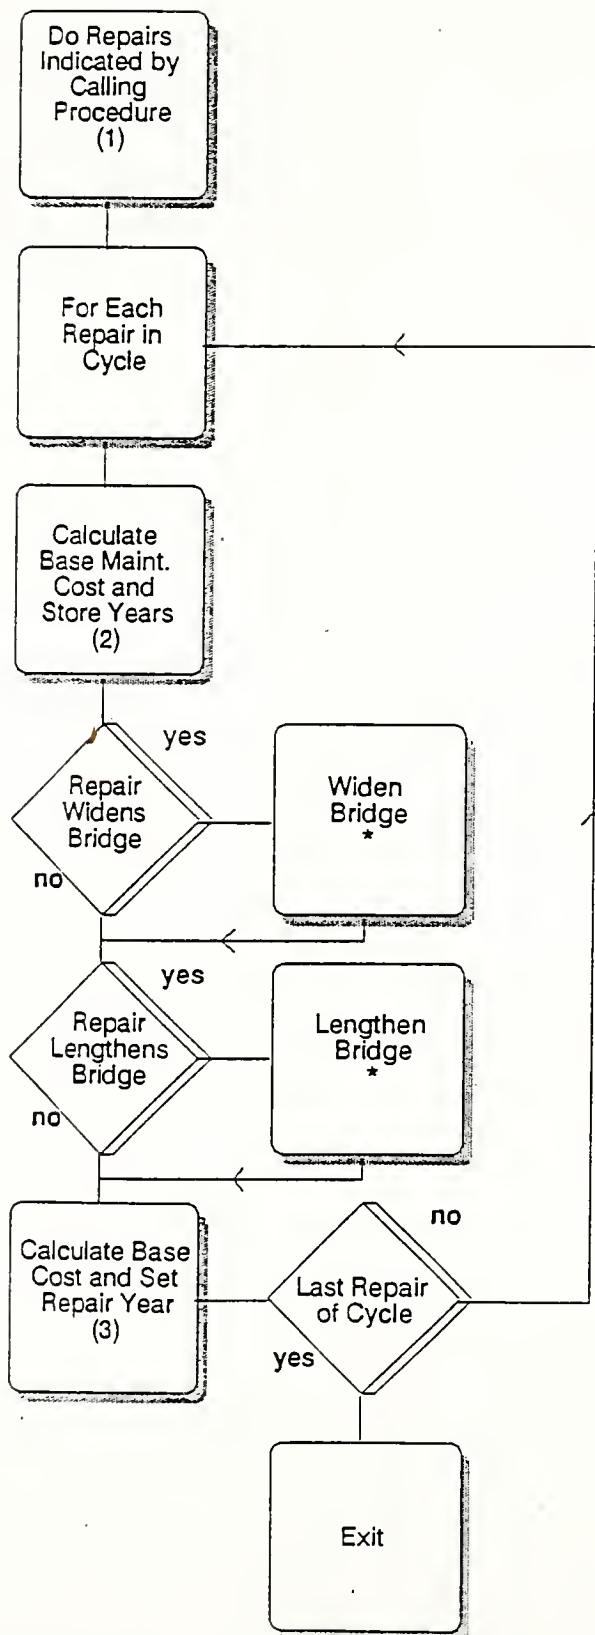 Do Repairs
Indicated by
Calling
Procedure
(1)
For Each
Repair in
Cycle
Calculate
Base Maint.
Cost and
Store Years
(2)
yes
Repair
Widens
Bridge
no
Widen
Bridge
*
yes
Repair
Lengthens
Bridge
no
Lengthen
Bridge
*
Calculate Base
Cost and Set
Repair Year
(3)
no
Last Repair
of Cycle
yes
Exit